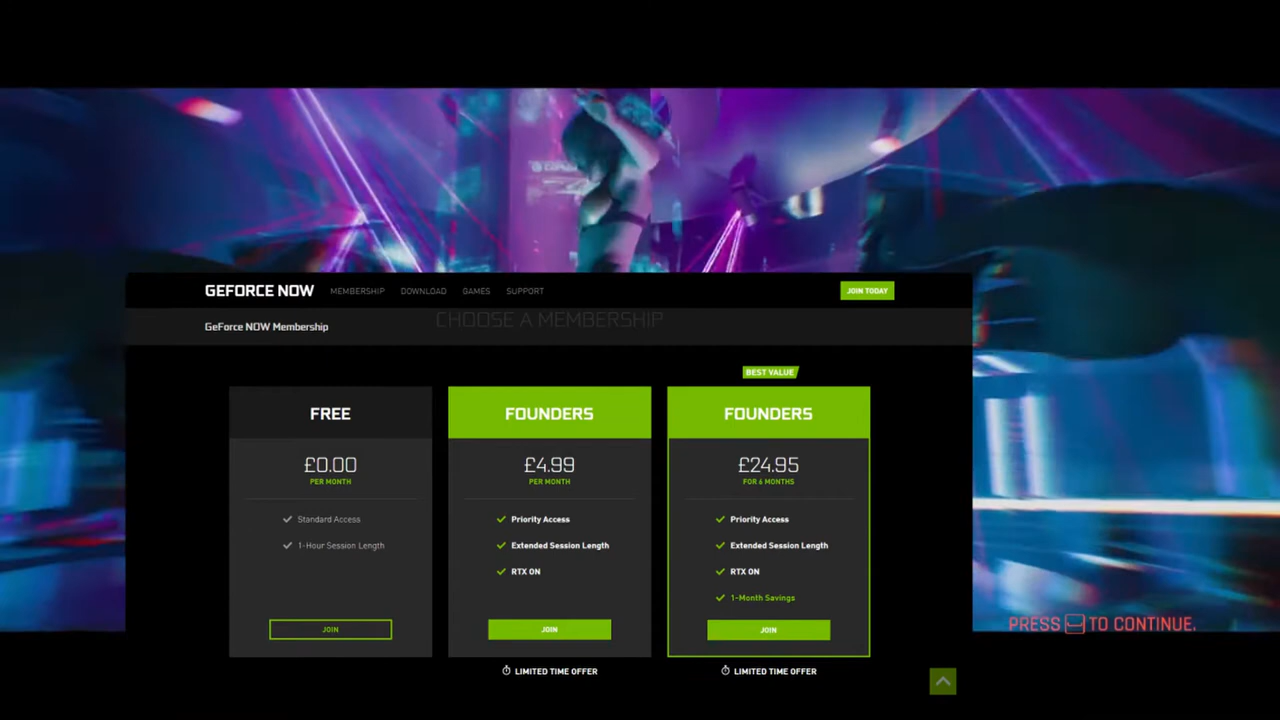 GEFORCE NOW MEMBERSHIP DOWNLOAD GAMES SUPPORT JOIN TODAY
GeForce NOW Membership
CHOOSE A MEMBERSHIP
BEST VALUE
FREE
£0.00
PER MONTH
Standard Access
1-Hour Session Length
JOIN
FOUNDERS
£4.99
PER MONTH
Priority Access
Extended Session Length
RTX ON
JOIN
LIMITED TIME OFFER
FOUNDERS
£24.95
FOR 6 MONTHS
Priority Access
Extended Session Length
RTX ON
1-Month Savings
JOIN
LIMITED TIME OFFER
PRESS TO CONTINUE.